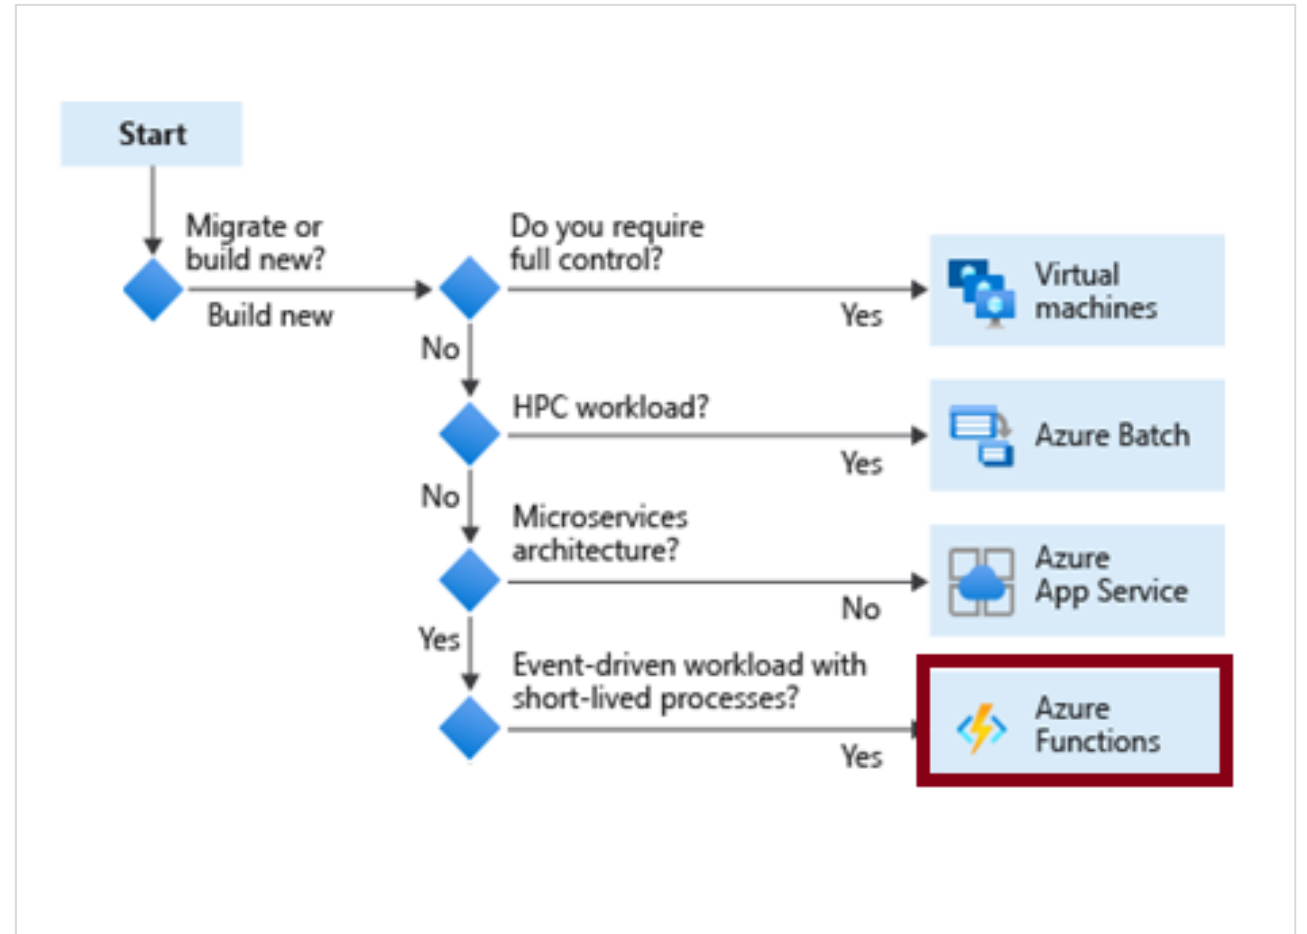 Start
Migrate or
build new?
Build new
Do you require
full control?
Yes
Virtual
machines
No
HPC workload?
Yes
Azure Batch
No
Microservices
architecture?
No
Azure
App Service
Yes
Event-driven workload with
short-lived processes?
Yes
Azure
Functions